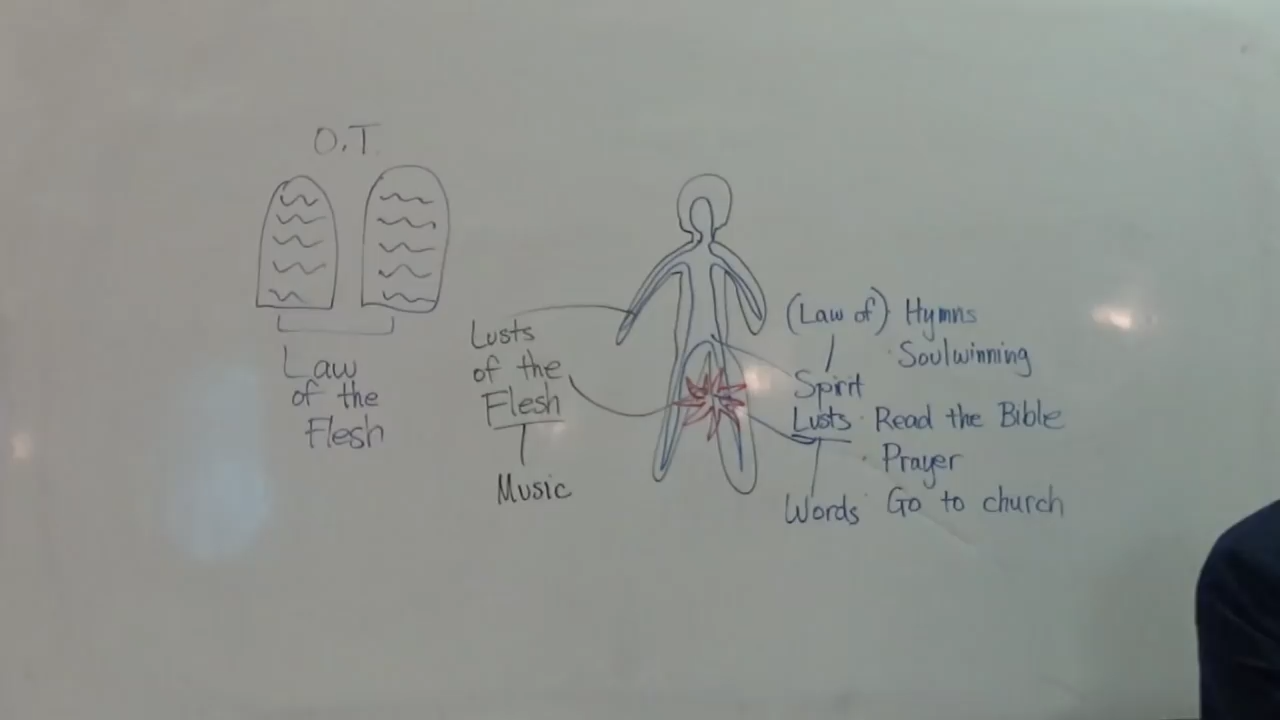 O.T.
Law
of the
Flesh
Lusts
of the
Flesh
Music
(Law of)
Spirit
Lusts
Words
Hymns
· Soulwinning
· Read the Bible
· Prayer
· Go to church